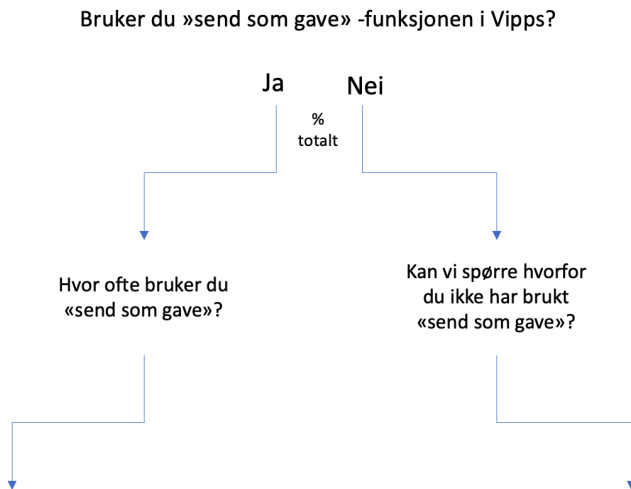 Bruker du »send som gave» -funksjonen i Vipps?
Ja
Nei
%
totalt
Hvor ofte bruker du
«send som gave»?
Kan vi spørre hvorfor
du ikke har brukt
«send som gave»?